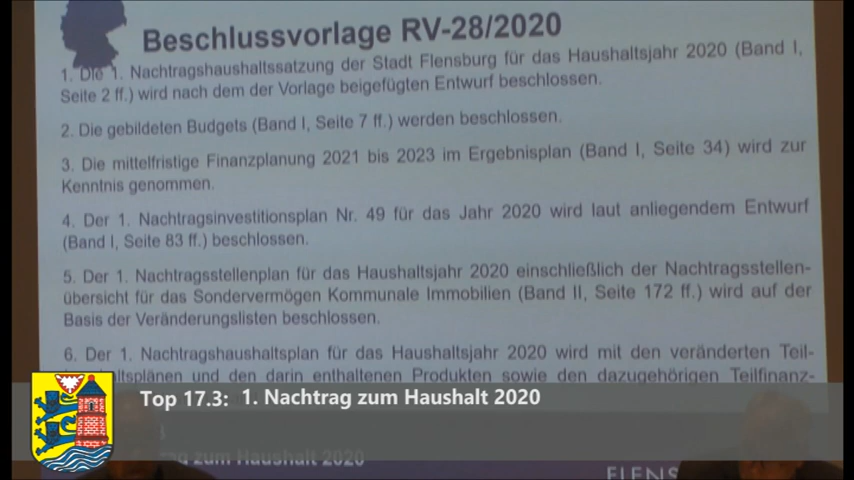 Beschlussvorlage RV-28/2020
1. Die 1. Nachtragshaushaltssatzung der Stadt Flensburg für das Haushaltsjahr 2020 (Band I,
Seite 2 ff.) wird nach dem der Vorlage beigefügten Entwurf beschlossen.
2. Die gebildeten Budgets (Band I, Seite 7 ff.) werden beschlossen.
3. Die mittelfristige Finanzplanung 2021 bis 2023 im Ergebnisplan (Band I, Seite 34) wird zur
Kenntnis genommen.
4. Der 1. Nachtragsinvestitionsplan Nr. 49 für das Jahr 2020 wird laut anliegendem Entwurf
(Band I, Seite 83 ff.) beschlossen.
5. Der 1. Nachtragsstellenplan für das Haushaltsjahr 2020 einschließlich der Nachtragsstellen-
übersicht für das Sondervermögen Kommunale Immobilien (Band II, Seite 172 ff.) wird auf der
Basis der Veränderungslisten beschlossen.
6. Der 1. Nachtragshaushaltsplan für das Haushaltsjahr 2020 wird mit den veränderten Teil-
ltsplänen und den darin enthaltenen Produkten sowie den dazugehörigen Teilfinanz-
Top 17.3: 1. Nachtrag zum Haushalt 2020
zum Haushalt 2020
FLENS